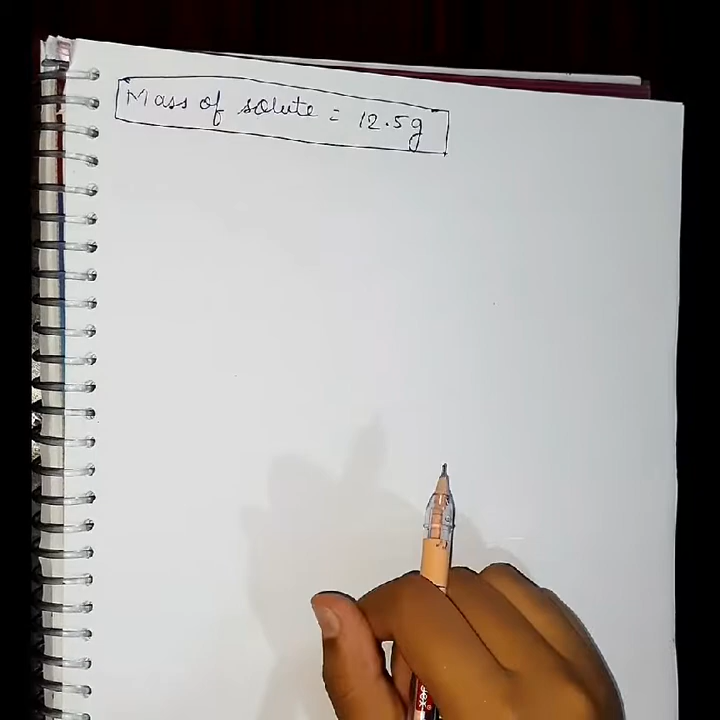 Mass of solute = 12.5g